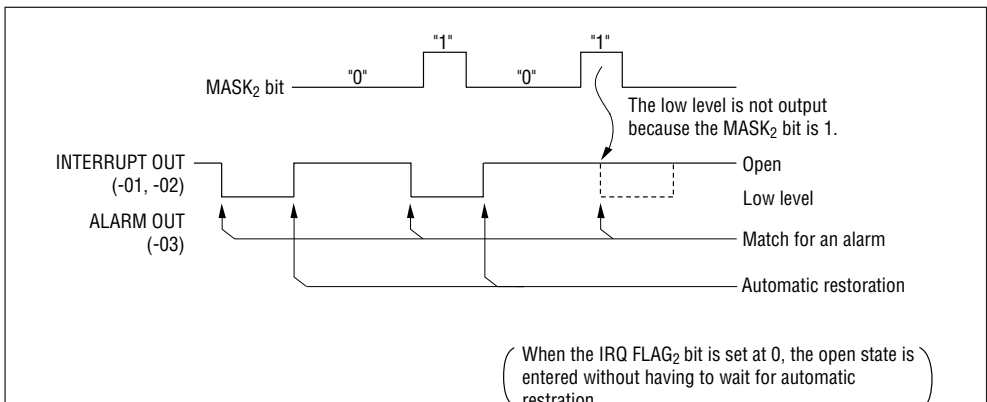 "1"
"1"
"0"
"0"
MASK2 bit
The low level is not output
because the MASK2 bit is 1.
INTERRUPT OUT
(-01, -02)
Open
Low level
ALARM OUT
(-03)
Match for an alarm
Automatic restoration
When the IRQ FLAG2 bit is set at 0, the open state is
entered without having to wait for automatic
restration